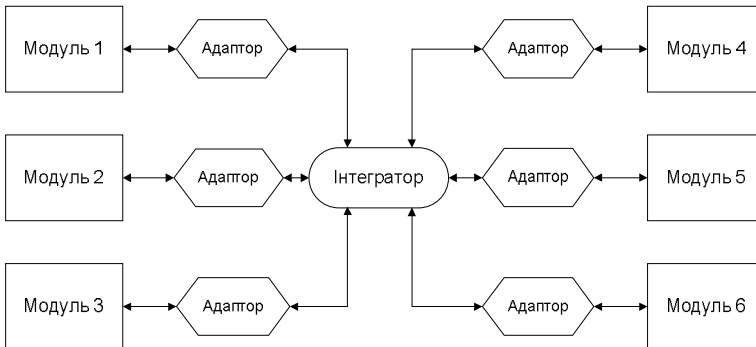 Модуль 1
Адаптор
Адаптор
Модуль 4
Модуль 2
Адаптор
Інтегратор
Адаптор
Модуль 5
Модуль 3
Адаптор
Адаптор
Модуль 6